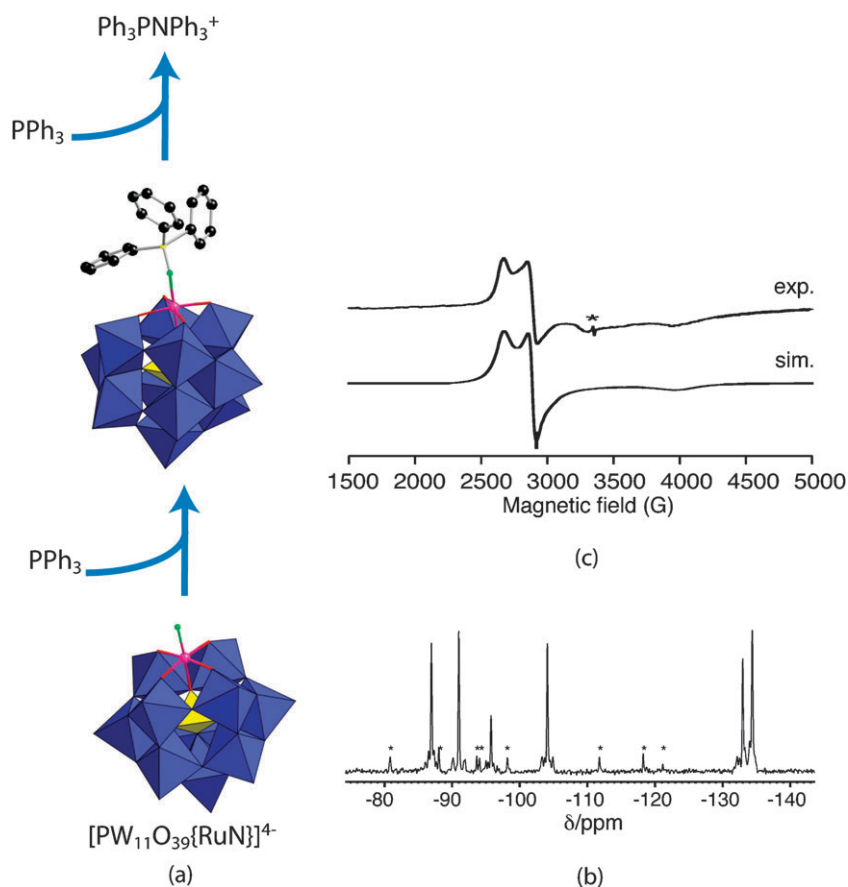 Ph₃PNPh₃⁺
PPh₃
PPh₃
[PW₁₁O₃₉{RuN}]⁴⁻
(a)
exp.
*
sim.
1500 2000 2500 3000 3500 4000 4500 5000
Magnetic field (G)
(c)
* * ** * * * *
-80 -90 -100 -110 -120 -130 -140
δ/ppm
(b)